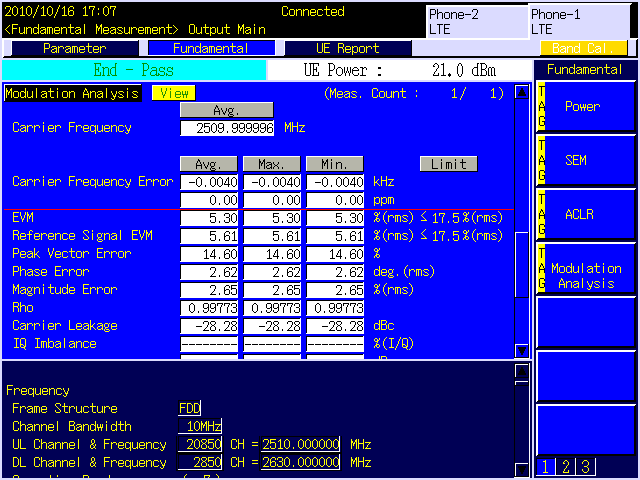 2010/10/16 17:07 Connected Phone-2 Phone-1
<Fundamental Measurement> Output Main LTE LTE
Parameter Fundamental UE Report Band Cal.
End - Pass UE Power : 21.0 dBm Fundamental
Modulation Analysis View (Meas. Count : 1/ 1)
Avg.
Carrier Frequency 2509.999996 MHz
Avg. Max. Min. Limit
Carrier Frequency Error -0.0040 -0.0040 -0.0040 kHz
0.00 0.00 0.00 ppm
EVM 5.30 5.30 5.30 %(rms) ≤ 17.5%(rms)
Reference Signal EVM 5.61 5.61 5.61 %(rms) ≤ 17.5%(rms)
Peak Vector Error 14.60 14.60 14.60 %
Phase Error 2.62 2.62 2.62 deg.(rms)
Magnitude Error 2.65 2.65 2.65 %(rms)
Rho 0.99773 0.99773 0.99773
Carrier Leakage -28.28 -28.28 -28.28 dBc
IQ Imbalance ------- ------- ------- %(I/Q)
TAG Power
TAG SEM
TAG ACLR
TAG Modulation Analysis
Frequency
Frame Structure FDD
Channel Bandwidth 10MHz
UL Channel & Frequency 20850 CH = 2510.000000 MHz
DL Channel & Frequency 2850 CH = 2630.000000 MHz
1 2 3